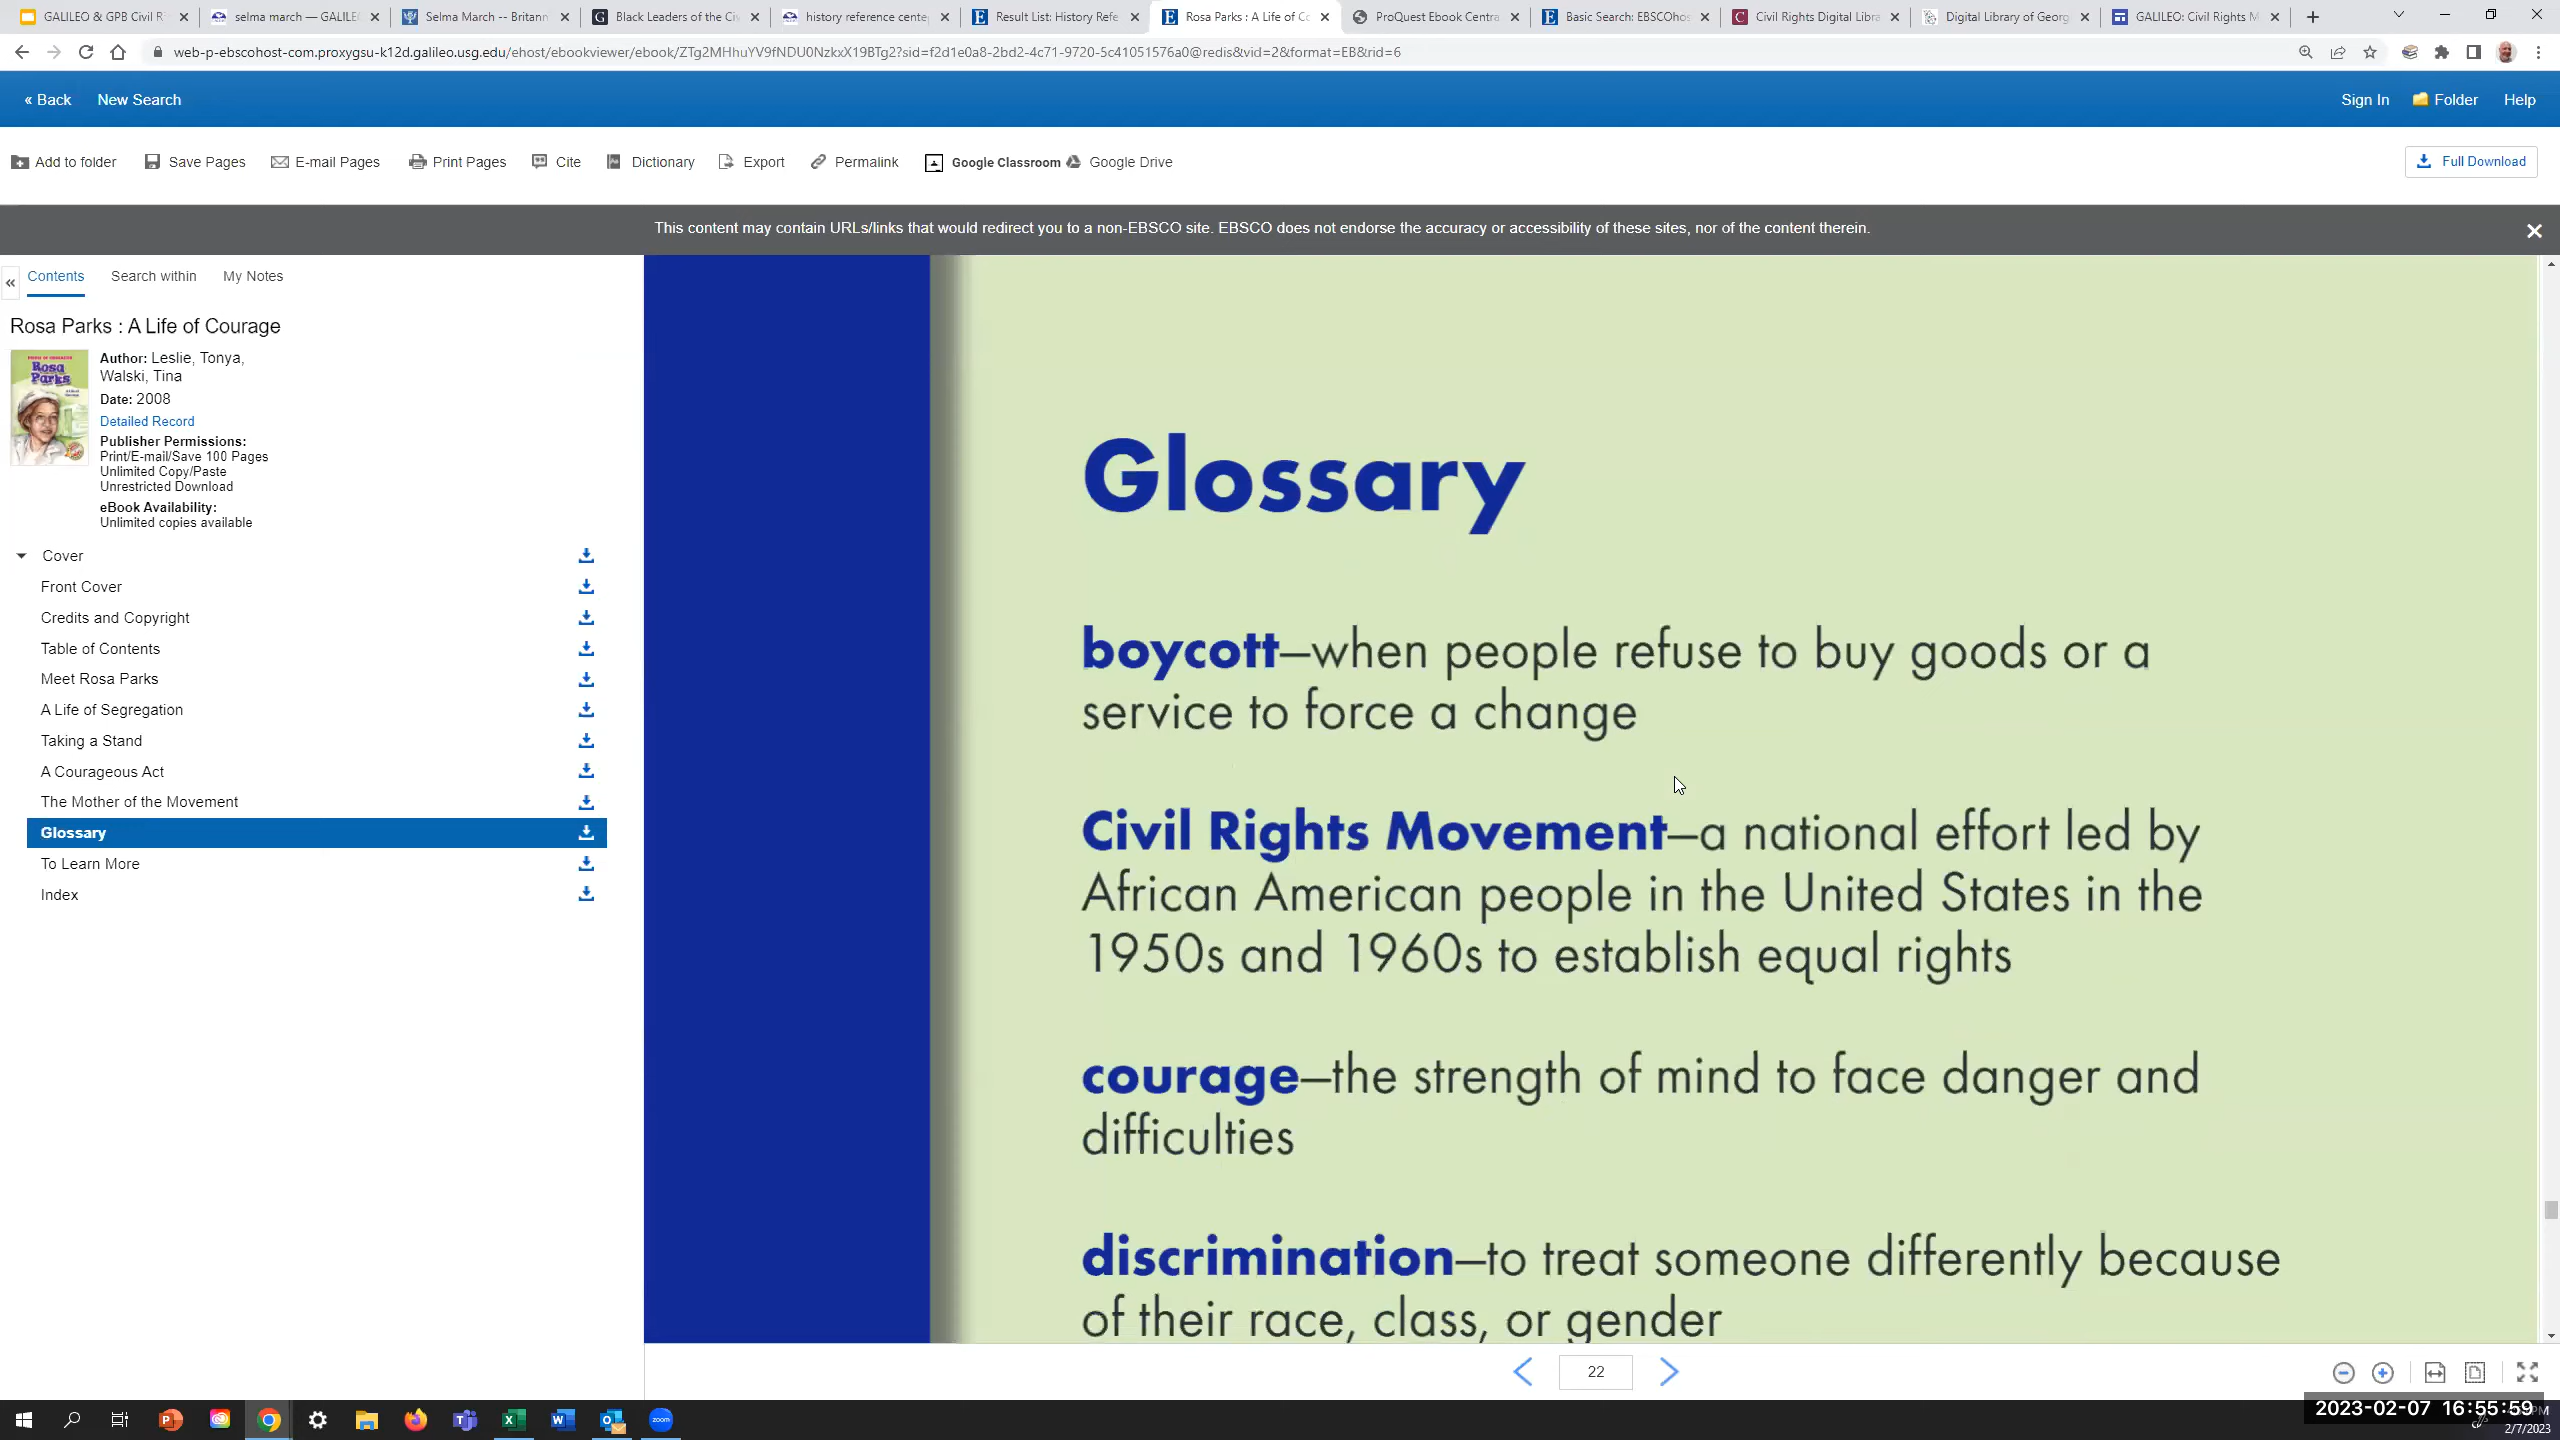 GALILEO & GPB Civil R
selma march — GALILE
Selma March -- Britann
Black Leaders of the Ci
history reference cente
Result List: History Refe
Rosa Parks : A Life of Co
ProQuest Ebook Centra
Basic Search: EBSCOhos
Civil Rights Digital Libra
Digital Library of Georg
GALILEO: Civil Rights M
web-p-ebscohost-com.proxygsu-k12d.galileo.usg.edu/ehost/ebookviewer/ebook/ZTg2MHhuYV9fNDU0NzkxX19BTg2?sid=f2d1e0a8-2bd2-4c71-9720-5c41051576a0@redis&vid=2&format=EB&rid=6
« Back New Search Sign In Folder Help
Add to folder Save Pages E-mail Pages Print Pages Cite Dictionary Export Permalink Google Classroom Google Drive Full Download
This content may contain URLs/links that would redirect you to a non-EBSCO site. EBSCO does not endorse the accuracy or accessibility of these sites, nor of the content therein.
« Contents Search within My Notes
Rosa Parks : A Life of Courage
Rosa
Parks
Author: Leslie, Tonya,
Walski, Tina
Date: 2008
Detailed Record
Publisher Permissions:
Print/E-mail/Save 100 Pages
Unlimited Copy/Paste
Unrestricted Download
eBook Availability:
Unlimited copies available
Cover
Front Cover
Credits and Copyright
Table of Contents
Meet Rosa Parks
A Life of Segregation
Taking a Stand
A Courageous Act
The Mother of the Movement
Glossary
To Learn More
Index
Glossary
boycott—when people refuse to buy goods or a
service to force a change
Civil Rights Movement—a national effort led by
African American people in the United States in the
1950s and 1960s to establish equal rights
courage—the strength of mind to face danger and
difficulties
discrimination—to treat someone differently because
of their race, class, or gender
22
zoom
2023-02-07 16:55:59
2/7/2023